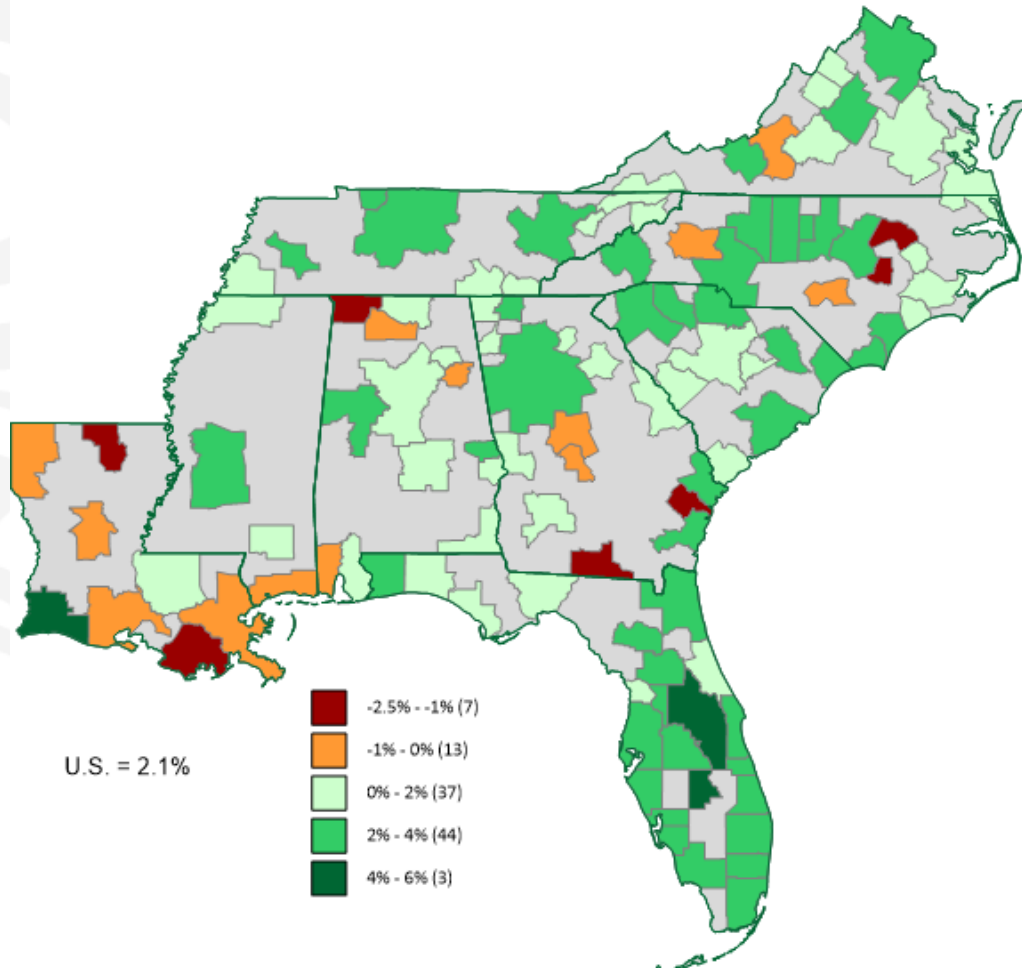 -2.5% - -1% (7)
-1% - 0% (13)
U.S. = 2.1%
0% - 2% (37)
2% - 4% (44)
4% - 6% (3)